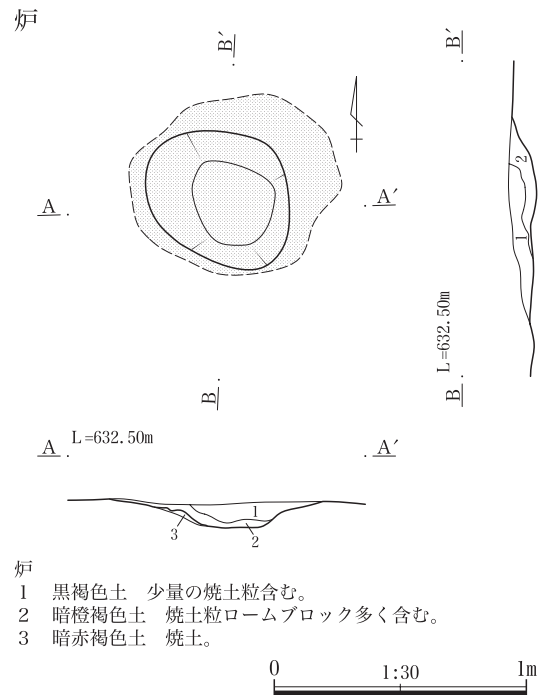 炉
B′
B′
A
A′
2
1
L=632.50m
B
B
A
L=632.50m
A′
1
3
2
炉
1 黒褐色土 少量の焼土粒含む。
2 暗橙褐色土 焼土粒ロームブロック多く含む。
3 暗赤褐色土 焼土。
0 1:30 1m